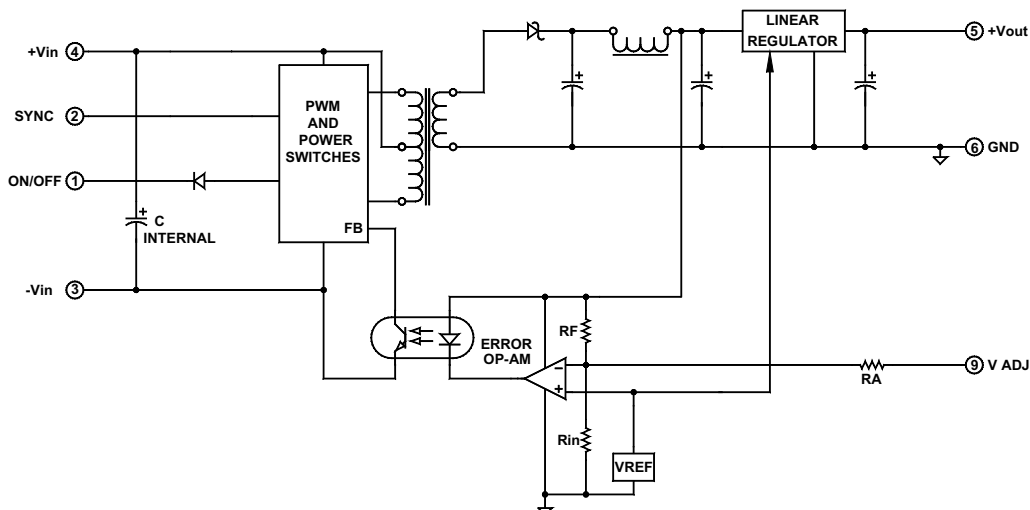 LINEAR
REGULATOR
5 +Vout
+Vin 4
+
+
+
PWM
AND
POWER
SWITCHES
SYNC 2
6 GND
ON/OFF 1
+
C
INTERNAL
FB
-Vin 3
RF
ERROR
OP-AM
−
+
9 V ADJ
RA
Rin
VREF